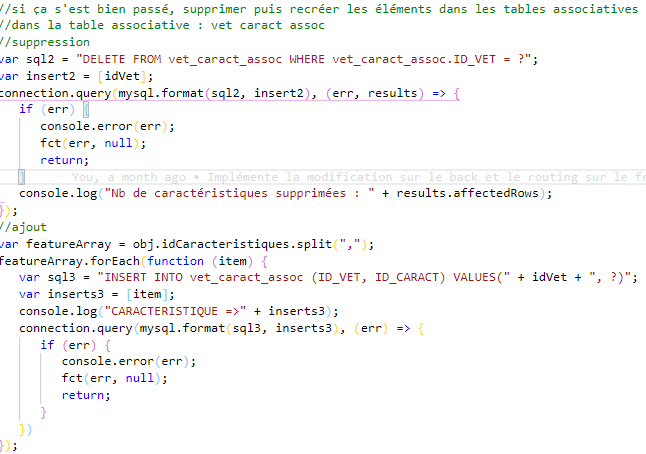 //si ça s'est bien passé, supprimer puis recréer les éléments dans les tables associatives
//dans la table associative : vet caract assoc
//suppression
var sql2 = "DELETE FROM vet_caract_assoc WHERE vet_caract_assoc.ID_VET = ?";
var insert2 = [idVet];
connection.query(mysql.format(sql2, insert2), (err, results) => {
if (err) {
console.error(err);
fct(err, null);
return;
} You, a month ago • Implémente la modification sur le back et le routing sur le
console.log("Nb de caractéristiques supprimées : " + results.affectedRows);
});
//ajout
var featureArray = obj.idCaracteristiques.split(",");
featureArray.forEach(function (item) {
var sql3 = "INSERT INTO vet_caract_assoc (ID_VET, ID_CARACT) VALUES(" + idVet + ", ?)";
var inserts3 = [item];
console.log("CARACTERISTIQUE =>" + inserts3);
connection.query(mysql.format(sql3, inserts3), (err) => {
if (err) {
console.error(err);
fct(err, null);
return;
}
})
});